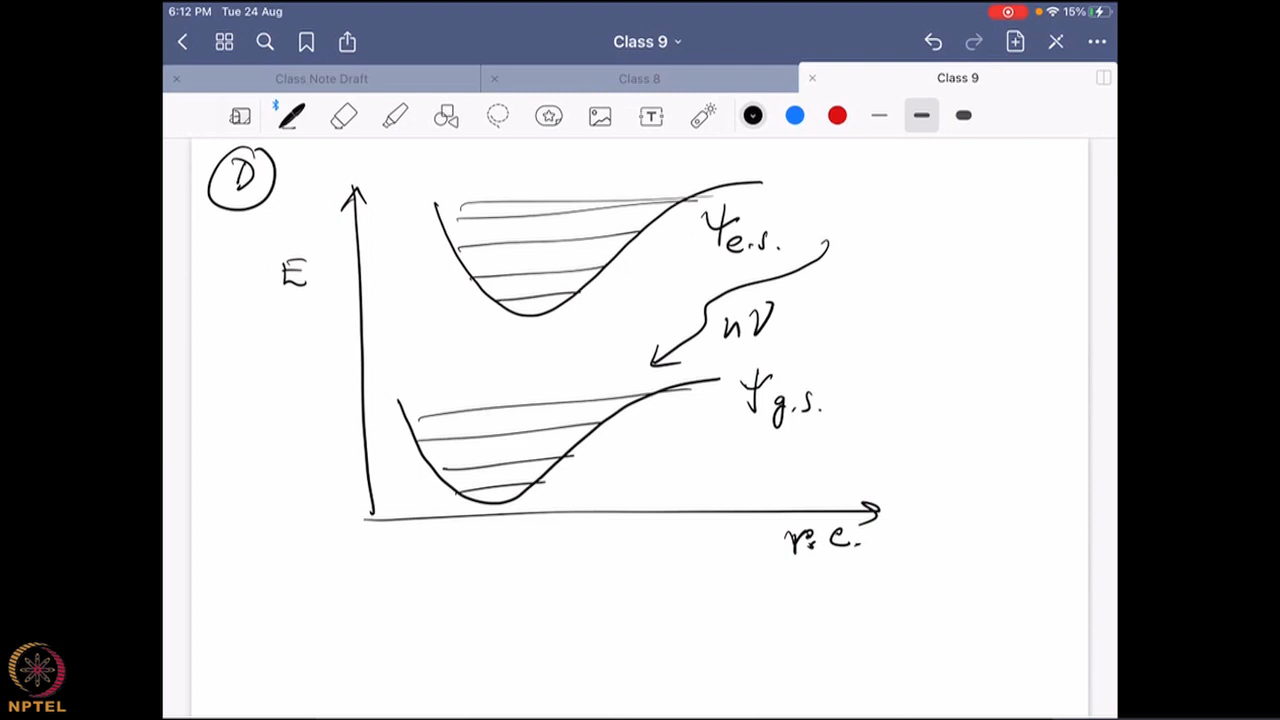 6:12 PM Tue 24 Aug
15%
Class 9
Class Note Draft
Class 8
Class 9
T
D
E
ψe.s.
hν
ψg.s.
r.c.
NPTEL